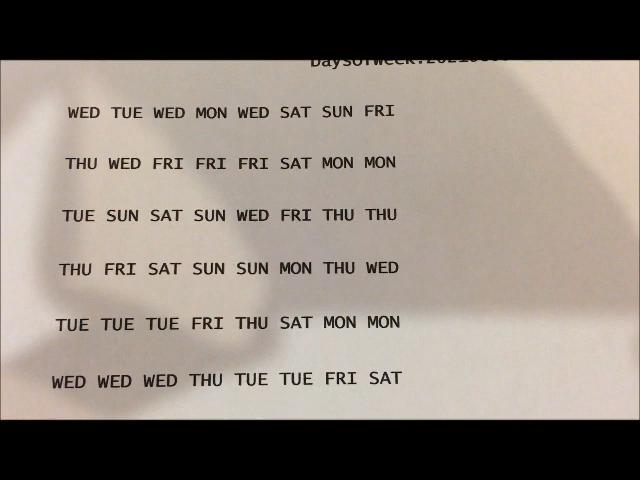 WED TUE WED MON WED SAT SUN FRI
THU WED FRI FRI FRI SAT MON MON
TUE SUN SAT SUN WED FRI THU THU
THU FRI SAT SUN SUN MON THU WED
TUE TUE TUE FRI THU SAT MON MON
WED WED WED THU TUE TUE FRI SAT